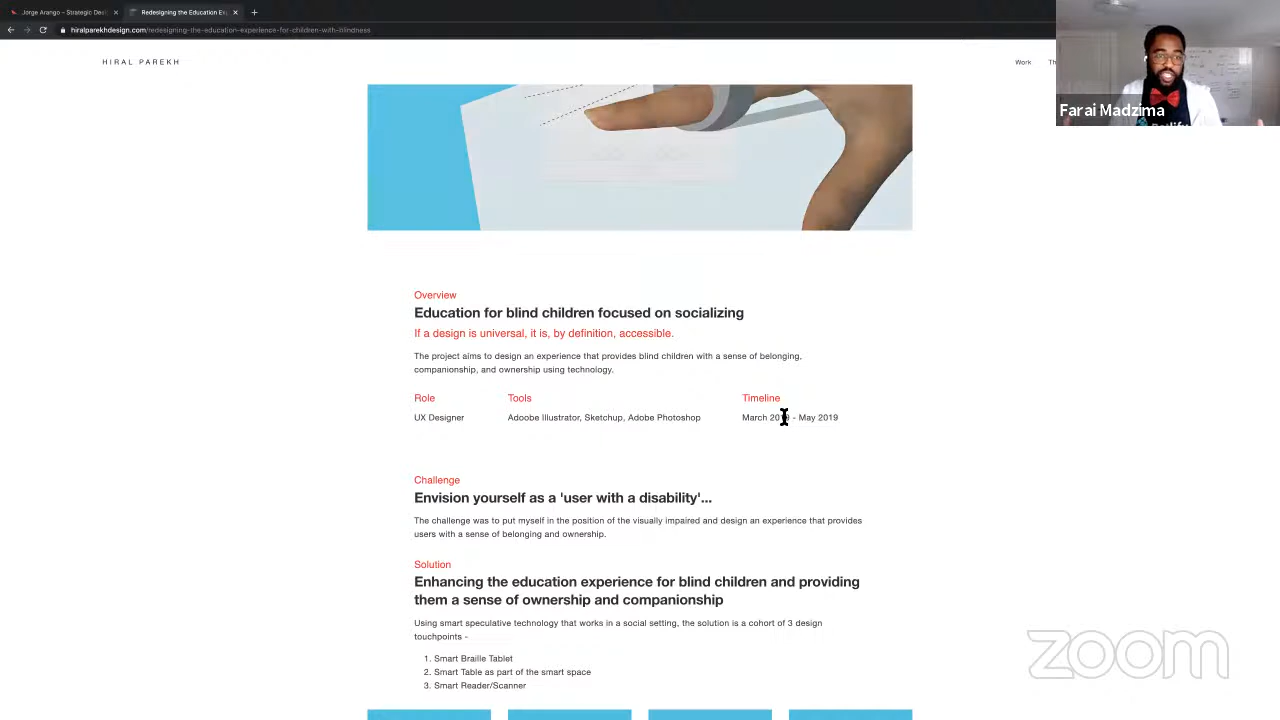 Jorge Arango – Strategic Desi
Redesigning the Education Ex
hiralparekhdesign.com/redesigning-the-education-experience-for-children-with-blindness
HIRAL PAREKH
Work
Th
Farai Madzima
Overview
Education for blind children focused on socializing
If a design is universal, it is, by definition, accessible.
The project aims to design an experience that provides blind children with a sense of belonging,
companionship, and ownership using technology.
Role
Tools
Timeline
UX Designer
Adoobe Illustrator, Sketchup, Adobe Photoshop
March 2019 - May 2019
Challenge
Envision yourself as a 'user with a disability'...
The challenge was to put myself in the position of the visually impaired and design an experience that provides
users with a sense of belonging and ownership.
Solution
Enhancing the education experience for blind children and providing
them a sense of ownership and companionship
Using smart speculative technology that works in a social setting, the solution is a cohort of 3 design
touchpoints -
1. Smart Braille Tablet
2. Smart Table as part of the smart space
3. Smart Reader/Scanner
zoom